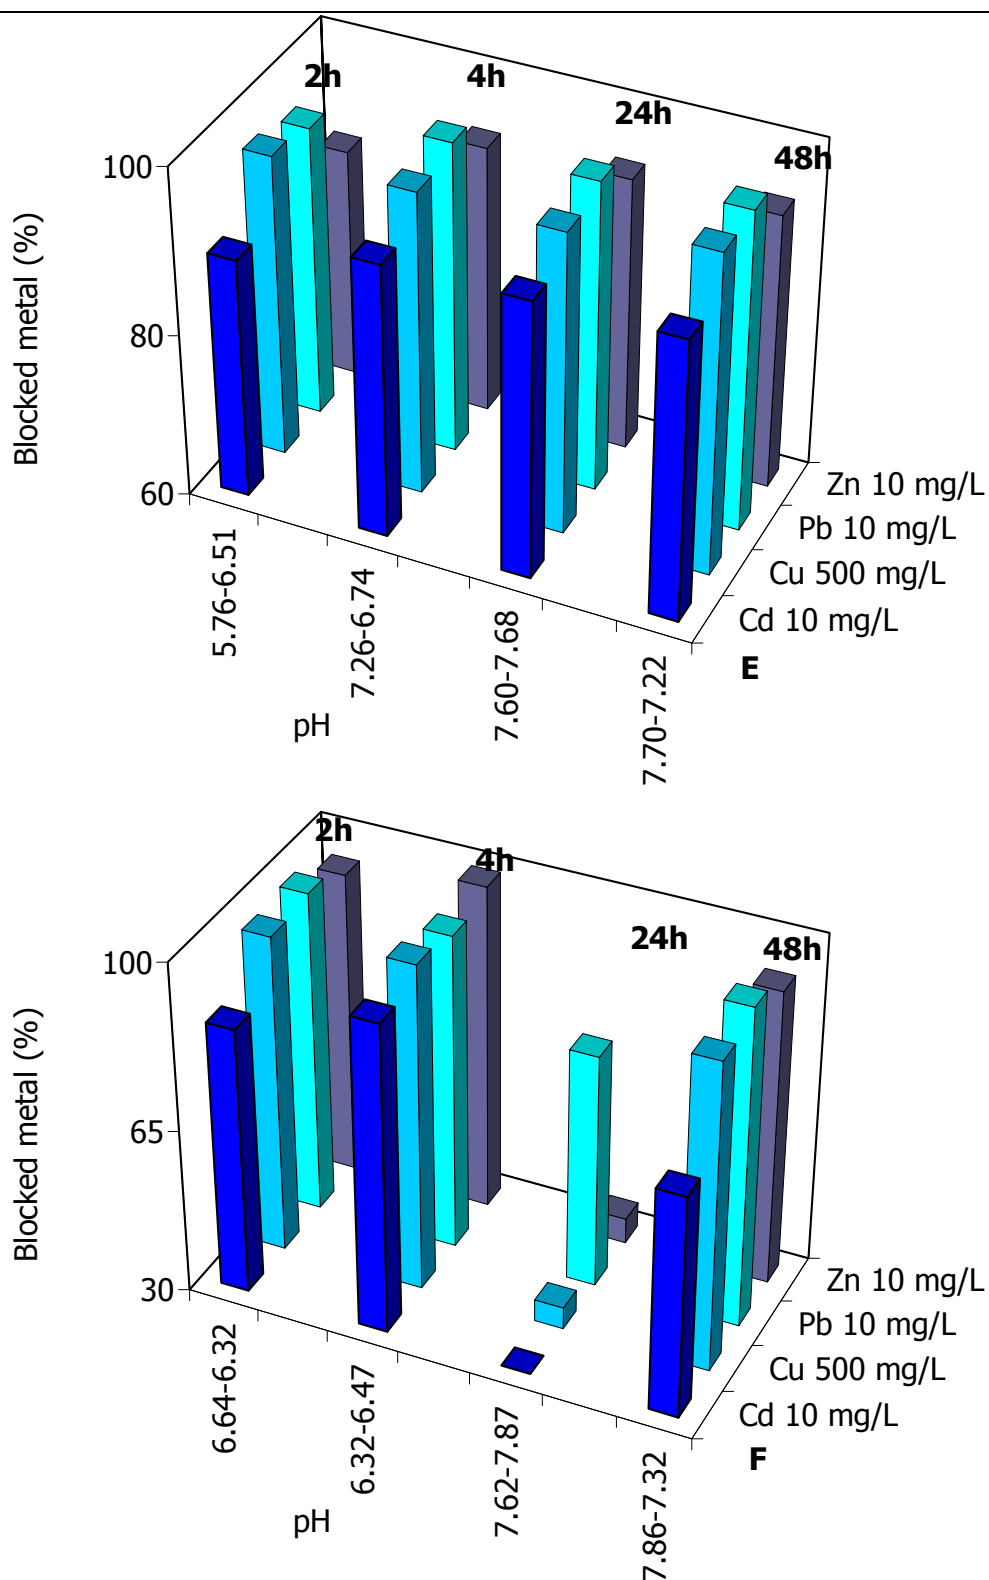 2h
4h
24h
48h
100
80
60
Blocked metal (%)
Zn 10 mg/L
Pb 10 mg/L
Cu 500 mg/L
Cd 10 mg/L
5.76-6.51
7.26-6.74
7.60-7.68
7.70-7.22
E
pH
2h
4h
24h
48h
100
65
30
Blocked metal (%)
Zn 10 mg/L
Pb 10 mg/L
Cu 500 mg/L
Cd 10 mg/L
6.64-6.32
6.32-6.47
7.62-7.87
7.86-7.32
F
pH